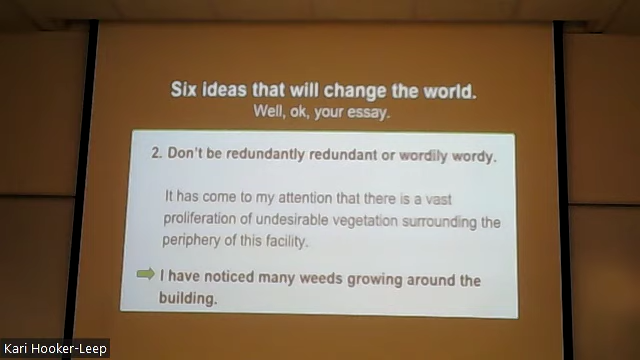 Six ideas that will change the world.
Well, ok, your essay.
2. Don't be redundantly redundant or wordily wordy.
It has come to my attention that there is a vast
proliferation of undesirable vegetation surrounding the
periphery of this facility.
I have noticed many weeds growing around the
building.
Kari Hooker-Leep